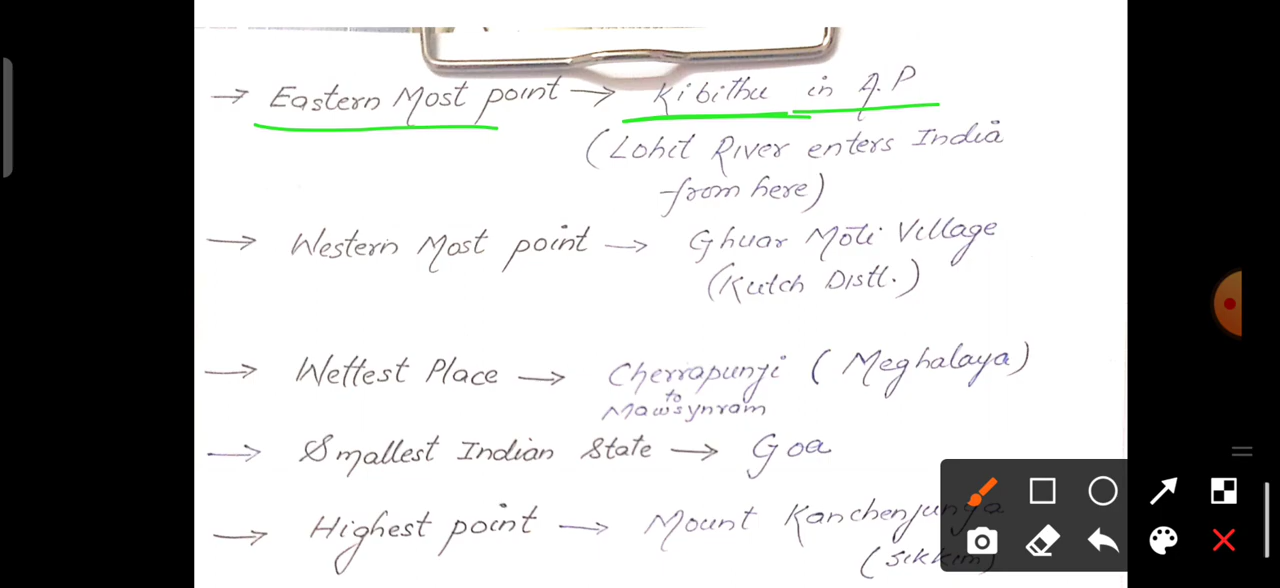 → Eastern Most point → Kibithu in A.P
(Lohit River enters India
from here)
→ Western Most point → Ghuar Moti Village
(Kutch Distt.)
→ Wettest Place → Cherrapunji (Meghalaya)
to
Mawsynram
→ Smallest Indian State → Goa
→ Highest point → Mount Kanchenjunga
(Sikkim)